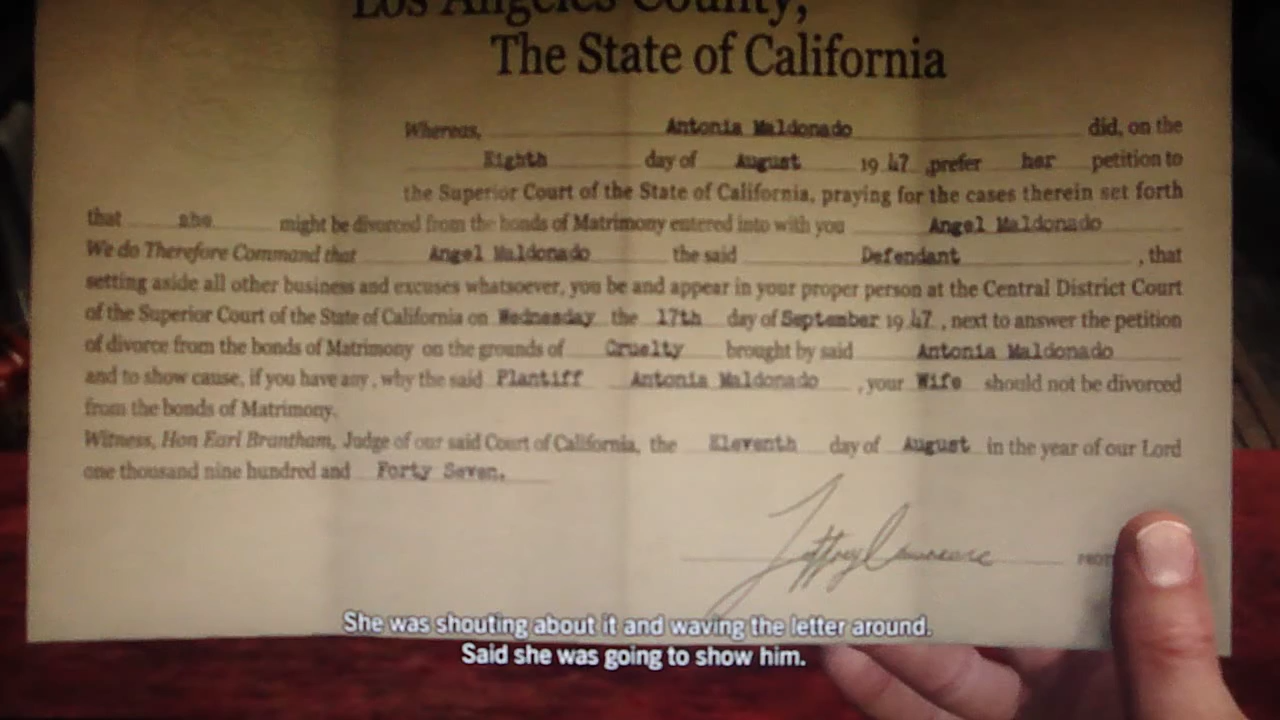 Los Angeles County,
The State of California
Whereas, Antonia Maldonado did, on the
Eighth day of August 19 47 ,prefer her petition to
the Superior Court of the State of California, praying for the cases therein set forth
that she might be divorced from the bonds of Matrimony entered into with you Angel Maldonado
We do Therefore Command that Angel Maldonado the said Defendant , that
setting aside all other business and excuses whatsoever, you be and appear in your proper person at the Central District Court
of the Superior Court of the State of California on Wednesday the 17th day of September 19 47 , next to answer the petition
of divorce from the bonds of Matrimony on the grounds of Cruelty brought by said Antonia Maldonado
and to show cause, if you have any, why the said Plantiff Antonia Maldonado , your Wife should not be divorced
from the bonds of Matrimony.
Witness, Hon Earl Brantham, Judge of our said Court of California, the Eleventh day of August in the year of our Lord
one thousand nine hundred and Forty Seven.
Jeffrey Lawrence
She was shouting about it and waving the letter around.
Said she was going to show him.